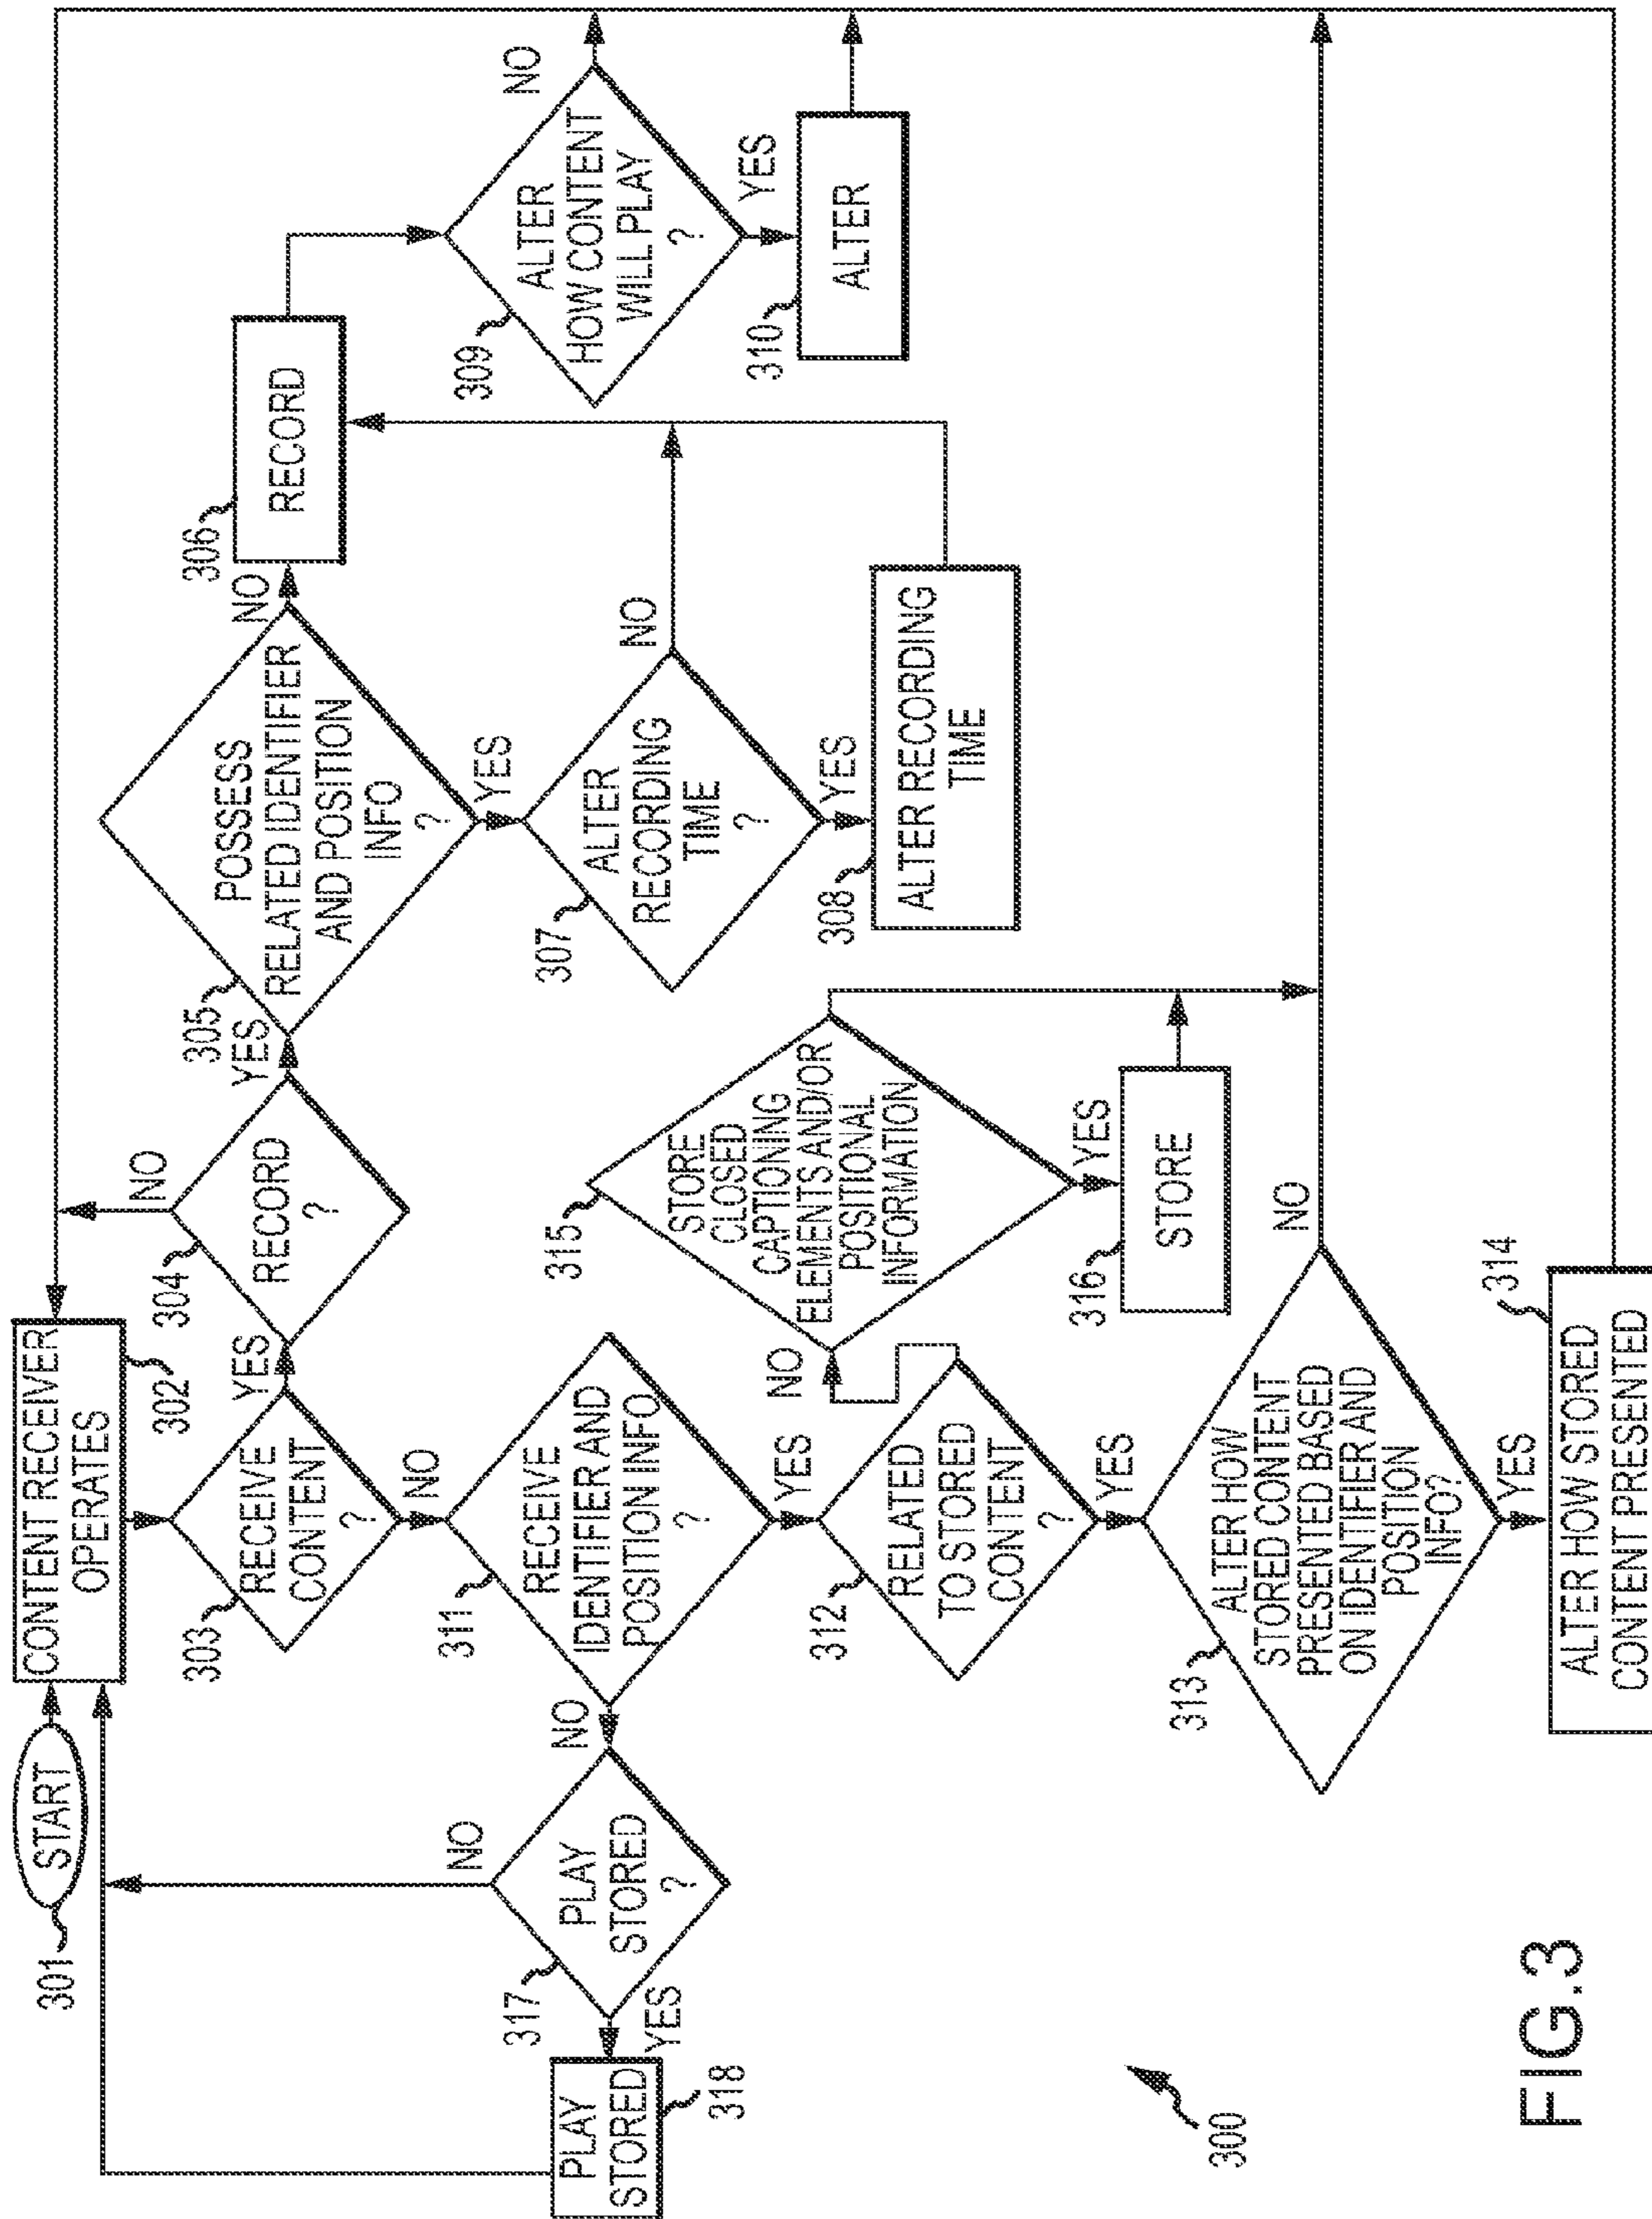 301
START
CONTENT RECEIVER
OPERATES
302
303
RECEIVE
CONTENT
?
YES
NO
304
RECORD
?
NO
YES
305
POSSESS
RELATED IDENTIFIER
AND POSITION
INFO
?
NO
YES
306
RECORD
307
ALTER
RECORDING
TIME
?
NO
YES
308
ALTER RECORDING
TIME
309
ALTER
HOW CONTENT
WILL PLAY
?
NO
YES
310
ALTER
311
RECEIVE
IDENTIFIER AND
POSITION INFO
?
NO
YES
312
RELATED
TO STORED
CONTENT
?
NO
YES
315
STORE
CLOSED
CAPTIONING
ELEMENTS AND/OR
POSITIONAL
INFORMATION
YES
316
STORE
313
ALTER HOW
STORED CONTENT
PRESENTED BASED
ON IDENTIFIER AND
POSITION
INFO?
NO
YES
314
ALTER HOW STORED
CONTENT PRESENTED
317
PLAY
STORED
?
NO
YES
PLAY
STORED
318
300
FIG.3